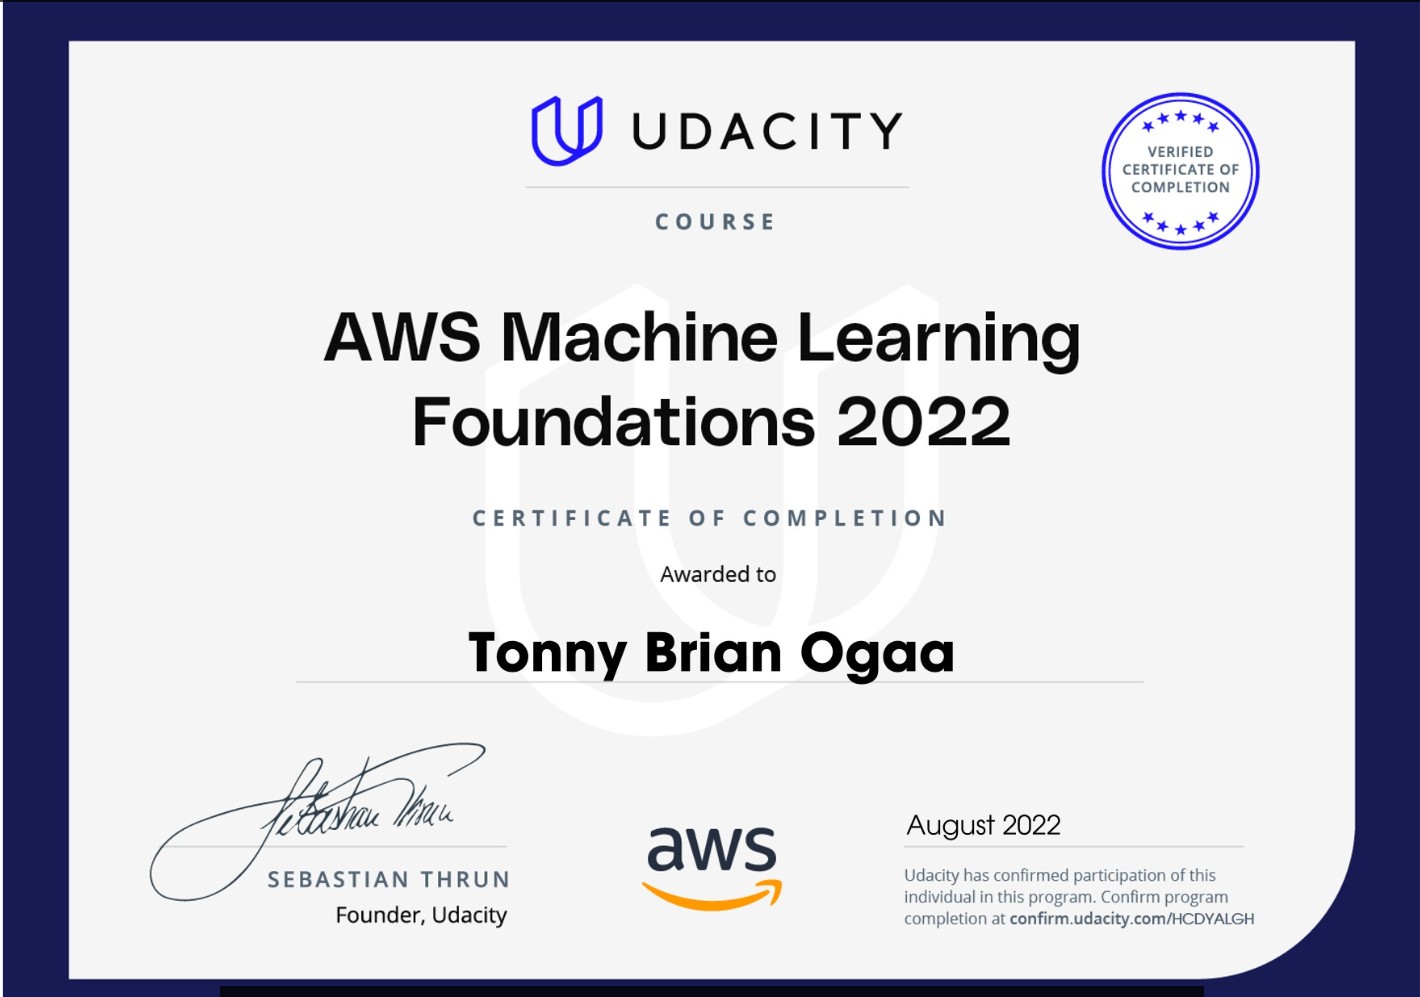 UDACITY
VERIFIED
CERTIFICATE OF
COMPLETION
COURSE
AWS Machine Learning
Foundations 2022
CERTIFICATE OF COMPLETION
Awarded to
Tonny Brian Ogaa
Sebastian Thrun
SEBASTIAN THRUN
Founder, Udacity
aws
August 2022
Udacity has confirmed participation of this
individual in this program. Confirm program
completion at confirm.udacity.com/HCDYALGH